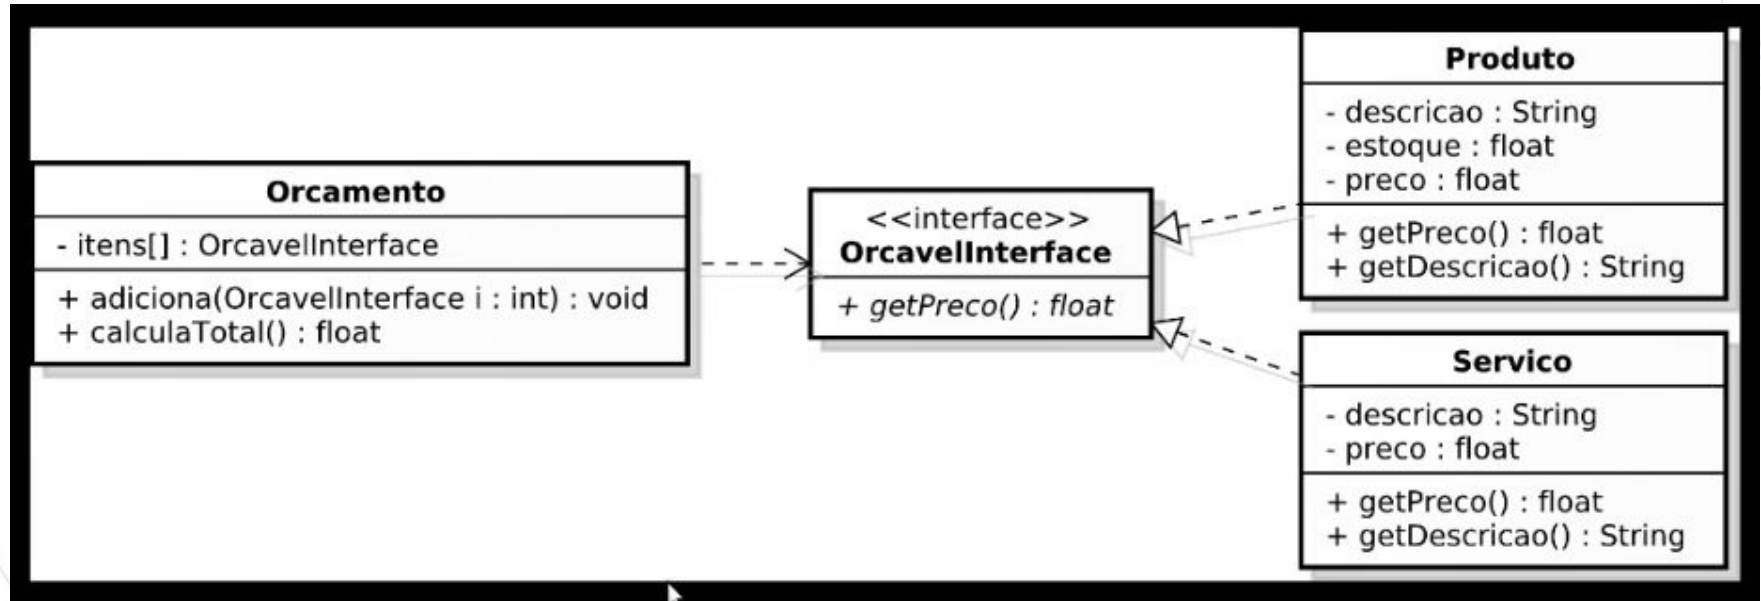 Orcamento
- itens[] : OrcavelInterface
+ adiciona(OrcavelInterface i : int) : void
+ calculaTotal() : float
<<interface>>
OrcavelInterface
+ getPreco() : float
Produto
- descricao : String
- estoque : float
- preco : float
+ getPreco() : float
+ getDescricao() : String
Servico
- descricao : String
- preco : float
+ getPreco() : float
+ getDescricao() : String